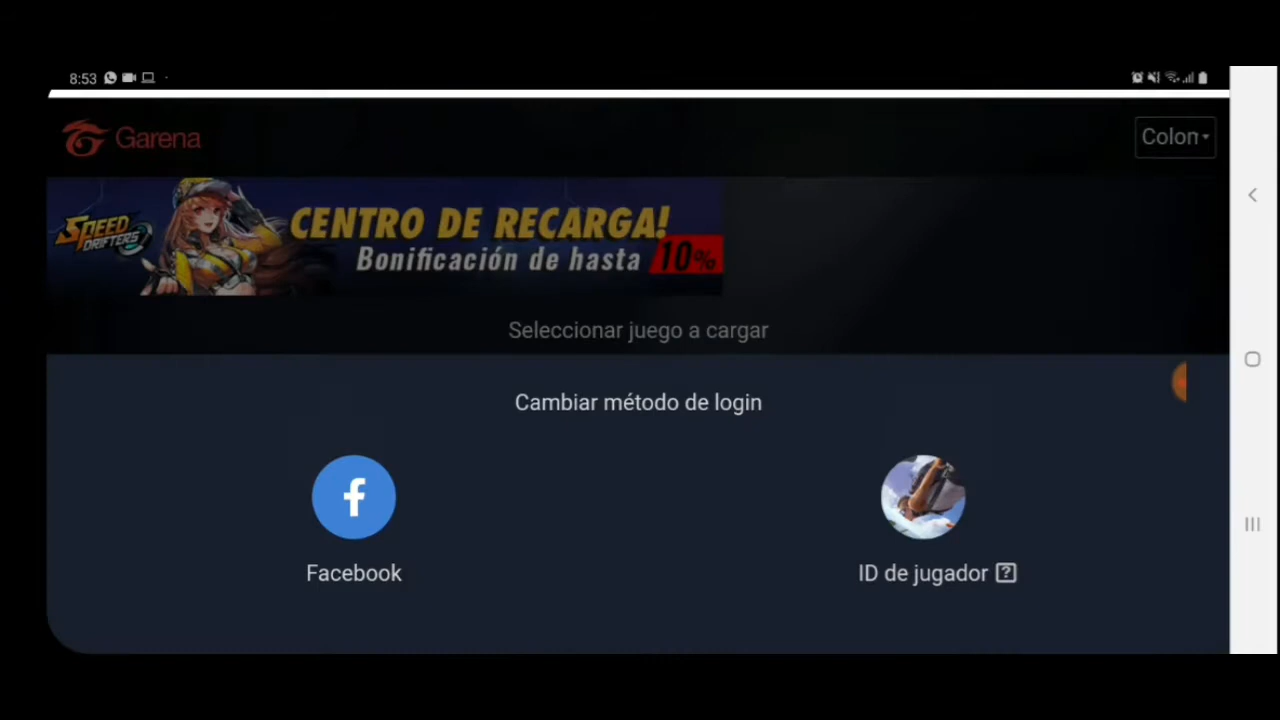 8:53
Garena
Colom
SPEED DRIFTERS
CENTRO DE RECARGA!
Bonificación de hasta 10%
Seleccionar juego a cargar
Cambiar método de login
Facebook
ID de jugador